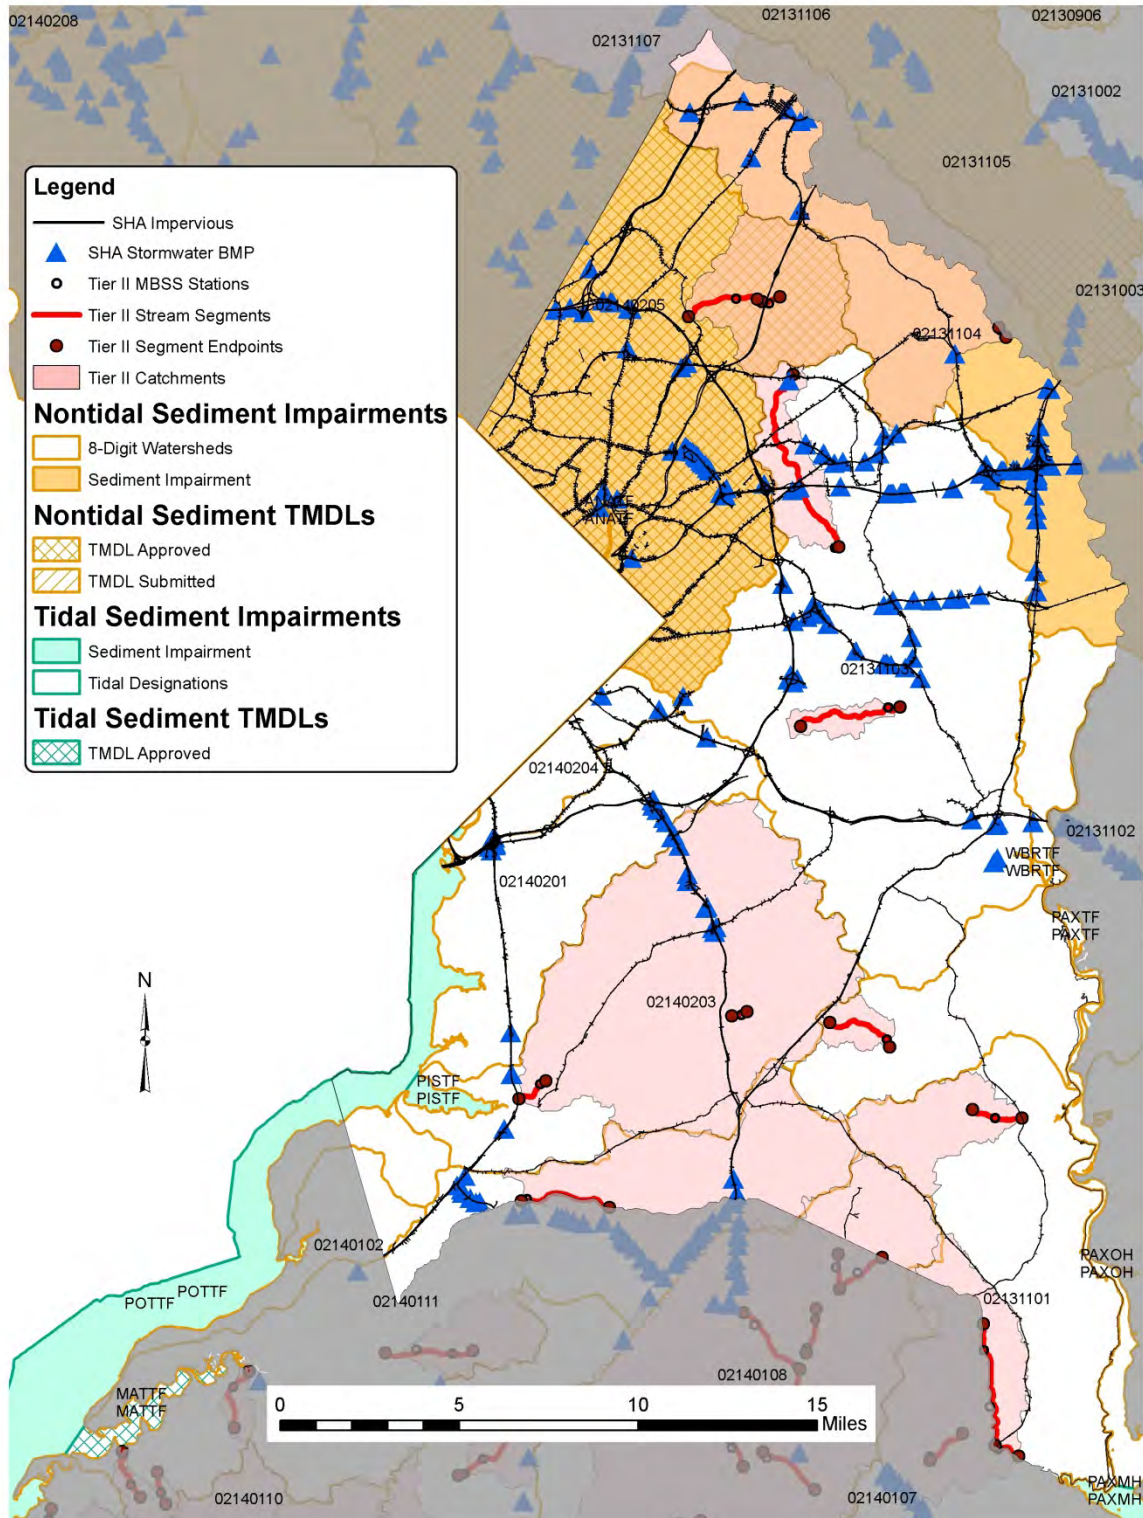 02140208
02131106
02130906
02131107
02131002
02131105
Legend
SHA Impervious
SHA Stormwater BMP
Tier II MBSS Stations
Tier II Stream Segments
Tier II Segment Endpoints
Tier II Catchments
Nontidal Sediment Impairments
8-Digit Watersheds
Sediment Impairment
Nontidal Sediment TMDLs
TMDL Approved
TMDL Submitted
Tidal Sediment Impairments
Sediment Impairment
Tidal Designations
Tidal Sediment TMDLs
TMDL Approved
02131003
02140205
02131104
ANATF
ANATF
02131103
02140204
02131102
WBRTF
WBRTF
02140201
PAXTF
PAXTF
N
02140203
PISTF
PISTF
02140102
PAXOH
PAXOH
POTTF
POTTF
02140111
02131101
02140108
MATTF
MATTF
0 5 10 15
Miles
PAXMH
PAXMH
02140110
02140107